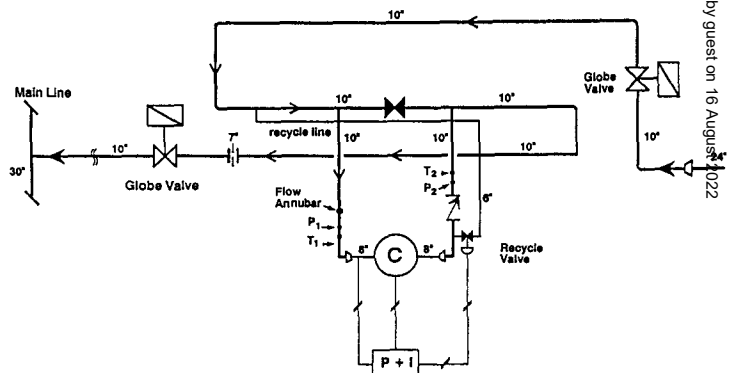 10"
by guest on 16 August 2022
Globe
Valve
Main Line
10"
10"
10"
recycle line
7"
10"
10"
10"
10"
24"
30"
Globe Valve
T2
P2
6"
Flow
Annubar
P1
T1
8"
C
8"
Recycle
Valve
P + I